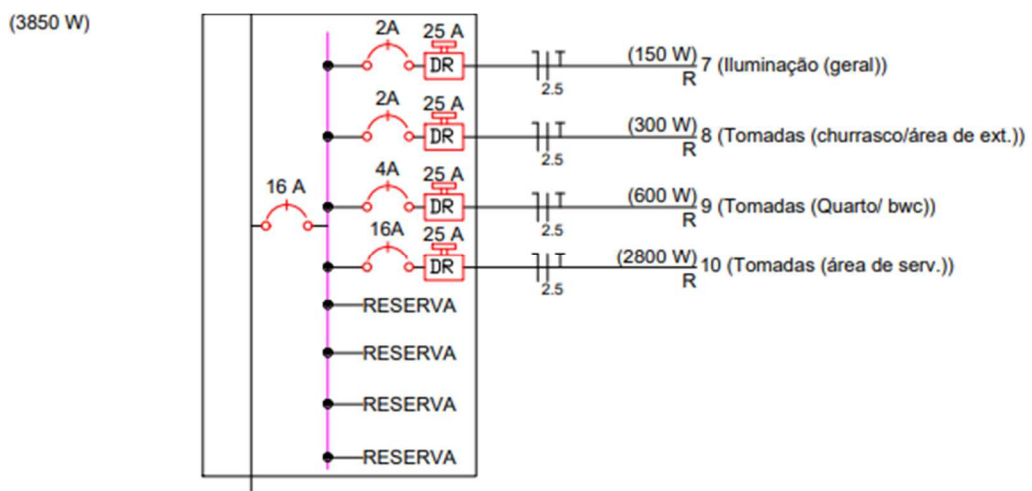 (3850 W)
2A 25 A
DR
T
2.5
(150 W)
R
7 (Iluminação (geral))
2A 25 A
DR
T
2.5
(300 W)
R
8 (Tomadas (churrasco/área de ext.))
16 A
4A 25 A
DR
T
2.5
(600 W)
R
9 (Tomadas (Quarto/ bwc))
16A 25 A
DR
T
2.5
(2800 W)
R
10 (Tomadas (área de serv.))
RESERVA
RESERVA
RESERVA
RESERVA